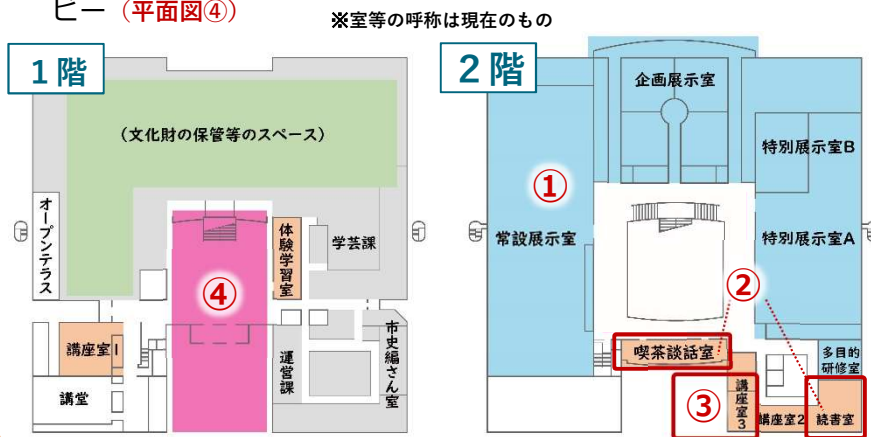 ビー（平面図④）
※室等の呼称は現在のもの
1階
（文化財の保管等のスペース）
オープンテラス
体験学習室
学芸課
④
講座室1
講堂
運営課
市史編さん室
2階
企画展示室
特別展示室B
①
常設展示室
特別展示室A
②
喫茶談話室
多目的
研修室
③
講座室3
講座室2
読書室